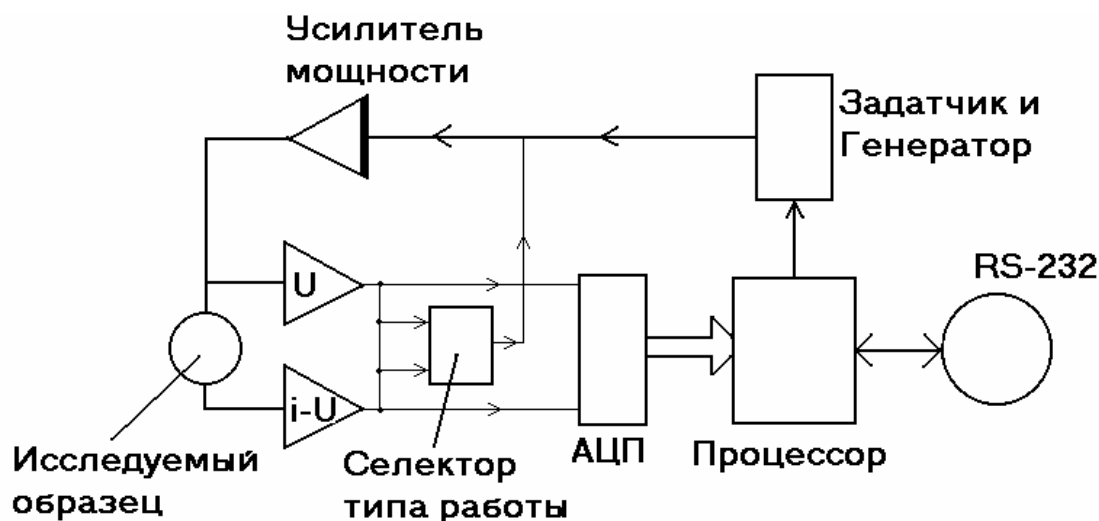 Усилитель
мощности
Задатчик и
Генератор
RS-232
U
i-U
Исследуемый
образец
Селектор
типа работы
АЦП
Процессор